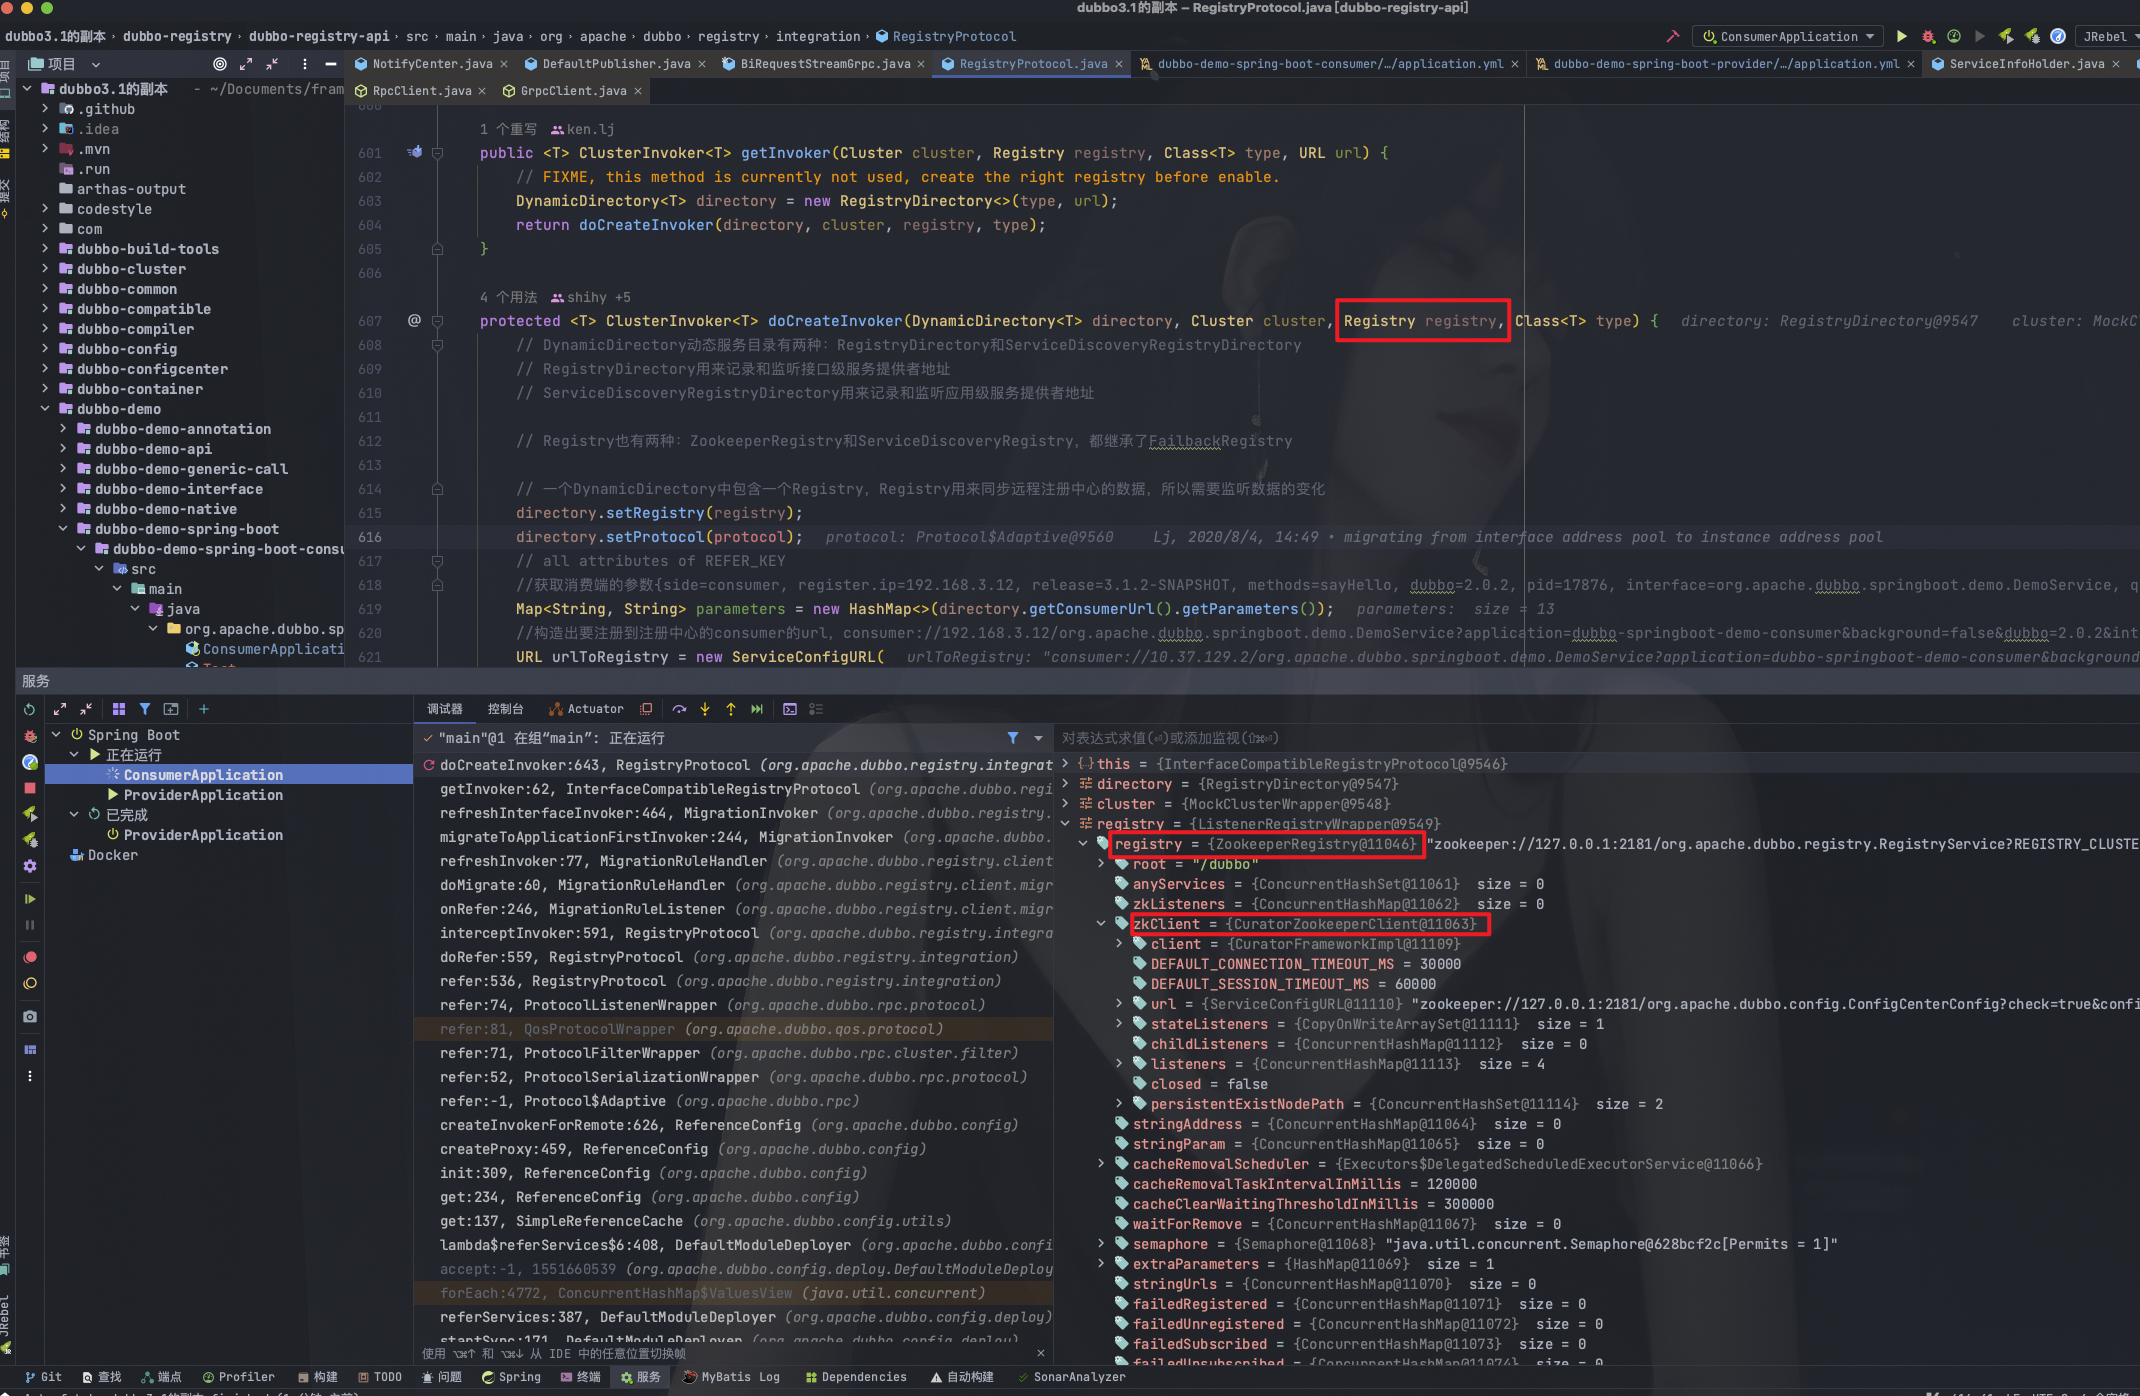 dubbo3.1的副本 – RegistryProtocol.java [dubbo-registry-api]
dubbo3.1的副本 › dubbo-registry › dubbo-registry-api › src › main › java › org › apache › dubbo › registry › integration › RegistryProtocol
ConsumerApplication
JRebel
项目
NotifyCenter.java ×
DefaultPublisher.java ×
BiRequestStreamGrpc.java ×
RegistryProtocol.java ×
dubbo-demo-spring-boot-consumer/…/application.yml ×
dubbo-demo-spring-boot-provider/…/application.yml ×
ServiceInfoHolder.java ×
RpcClient.java ×
GrpcClient.java ×
项目
结构
提交
书签
JRebel
dubbo3.1的副本 - ~/Documents/fram
.github
.idea
.mvn
.run
arthas-output
codestyle
com
dubbo-build-tools
dubbo-cluster
dubbo-common
dubbo-compatible
dubbo-compiler
dubbo-config
dubbo-configcenter
dubbo-container
dubbo-demo
dubbo-demo-annotation
dubbo-demo-api
dubbo-demo-generic-call
dubbo-demo-interface
dubbo-demo-native
dubbo-demo-spring-boot
dubbo-demo-spring-boot-consu
src
main
java
org.apache.dubbo.sp
ConsumerApplicati
1 个重写 ken.lj
601 public <T> ClusterInvoker<T> getInvoker(Cluster cluster, Registry registry, Class<T> type, URL url) {
602 // FIXME, this method is currently not used, create the right registry before enable.
603 DynamicDirectory<T> directory = new RegistryDirectory<>(type, url);
604 return doCreateInvoker(directory, cluster, registry, type);
605 }
606
4 个用法 shihy +5
607 @ protected <T> ClusterInvoker<T> doCreateInvoker(DynamicDirectory<T> directory, Cluster cluster, Registry registry, Class<T> type) { directory: RegistryDirectory@9547 cluster: MockC
608 // DynamicDirectory动态服务目录有两种：RegistryDirectory和ServiceDiscoveryRegistryDirectory
609 // RegistryDirectory用来记录和监听接口级服务提供者地址
610 // ServiceDiscoveryRegistryDirectory用来记录和监听应用级服务提供者地址
611
612 // Registry也有两种：ZookeeperRegistry和ServiceDiscoveryRegistry，都继承了FailbackRegistry
613
614 // 一个DynamicDirectory中包含一个Registry，Registry用来同步远程注册中心的数据，所以需要监听数据的变化
615 directory.setRegistry(registry);
616 directory.setProtocol(protocol); protocol: Protocol$Adaptive@9560 Lj, 2020/8/4, 14:49 • migrating from interface address pool to instance address pool
617 // all attributes of REFER_KEY
618 //获取消费端的参数{side=consumer, register.ip=192.168.3.12, release=3.1.2-SNAPSHOT, methods=sayHello, dubbo=2.0.2, pid=17876, interface=org.apache.dubbo.springboot.demo.DemoService, q
619 Map<String, String> parameters = new HashMap<>(directory.getConsumerUrl().getParameters()); parameters: size = 13
620 //构造出要注册到注册中心的consumer的url，consumer://192.168.3.12/org.apache.dubbo.springboot.demo.DemoService?application=dubbo-springboot-demo-consumer&background=false&dubbo=2.0.2&int
621 URL urlToRegistry = new ServiceConfigURL( urlToRegistry: "consumer://10.37.129.2/org.apache.dubbo.springboot.demo.DemoService?application=dubbo-springboot-demo-consumer&background
服务
Spring Boot
正在运行
ConsumerApplication
ProviderApplication
已完成
ProviderApplication
Docker
调试器 控制台 Actuator
"main"@1 在组“main”: 正在运行
doCreateInvoker:643, RegistryProtocol (org.apache.dubbo.registry.integrat
getInvoker:62, InterfaceCompatibleRegistryProtocol (org.apache.dubbo.regi
refreshInterfaceInvoker:464, MigrationInvoker (org.apache.dubbo.registry.
migrateToApplicationFirstInvoker:244, MigrationInvoker (org.apache.dubbo.
refreshInvoker:77, MigrationRuleHandler (org.apache.dubbo.registry.client
doMigrate:60, MigrationRuleHandler (org.apache.dubbo.registry.client.migr
onRefer:246, MigrationRuleListener (org.apache.dubbo.registry.client.migr
interceptInvoker:591, RegistryProtocol (org.apache.dubbo.registry.integra
doRefer:559, RegistryProtocol (org.apache.dubbo.registry.integration)
refer:536, RegistryProtocol (org.apache.dubbo.registry.integration)
refer:74, ProtocolListenerWrapper (org.apache.dubbo.rpc.protocol)
refer:81, QosProtocolWrapper (org.apache.dubbo.qos.protocol)
refer:71, ProtocolFilterWrapper (org.apache.dubbo.rpc.cluster.filter)
refer:52, ProtocolSerializationWrapper (org.apache.dubbo.rpc.protocol)
refer:-1, Protocol$Adaptive (org.apache.dubbo.rpc)
createInvokerForRemote:626, ReferenceConfig (org.apache.dubbo.config)
createProxy:459, ReferenceConfig (org.apache.dubbo.config)
init:309, ReferenceConfig (org.apache.dubbo.config)
get:234, ReferenceConfig (org.apache.dubbo.config)
get:137, SimpleReferenceCache (org.apache.dubbo.config.utils)
lambda$referServices$6:408, DefaultModuleDeployer (org.apache.dubbo.confi
accept:-1, 1551660539 (org.apache.dubbo.config.deploy.DefaultModuleDeploy
forEach:4772, ConcurrentHashMap$ValuesView (java.util.concurrent)
referServices:387, DefaultModuleDeployer (org.apache.dubbo.config.deploy)
startSync:171, DefaultModuleDeployer (org.apache.dubbo.config.deploy)
使用 ⌥⌘↑ 和 ⌥⌘↓ 从 IDE 中的任意位置切换帧 ×
对表达式求值(⏎)或添加监视(⇧⌘⏎)
this = {InterfaceCompatibleRegistryProtocol@9546}
directory = {RegistryDirectory@9547}
cluster = {MockClusterWrapper@9548}
registry = {ListenerRegistryWrapper@9549}
registry = {ZookeeperRegistry@11046} "zookeeper://127.0.0.1:2181/org.apache.dubbo.registry.RegistryService?REGISTRY_CLUSTE
root = "/dubbo"
anyServices = {ConcurrentHashSet@11061} size = 0
zkListeners = {ConcurrentHashMap@11062} size = 0
zkClient = {CuratorZookeeperClient@11063}
client = {CuratorFrameworkImpl@11109}
DEFAULT_CONNECTION_TIMEOUT_MS = 30000
DEFAULT_SESSION_TIMEOUT_MS = 60000
url = {ServiceConfigURL@11110} "zookeeper://127.0.0.1:2181/org.apache.dubbo.config.ConfigCenterConfig?check=true&confi
stateListeners = {CopyOnWriteArraySet@11111} size = 1
childListeners = {ConcurrentHashMap@11112} size = 0
listeners = {ConcurrentHashMap@11113} size = 4
closed = false
persistentExistNodePath = {ConcurrentHashSet@11114} size = 2
stringAddress = {ConcurrentHashMap@11064} size = 0
stringParam = {ConcurrentHashMap@11065} size = 0
cacheRemovalScheduler = {Executors$DelegatedScheduledExecutorService@11066}
cacheRemovalTaskIntervalInMillis = 120000
cacheClearWaitingThresholdInMillis = 300000
waitForRemove = {ConcurrentHashMap@11067} size = 0
semaphore = {Semaphore@11068} "java.util.concurrent.Semaphore@628bcf2c[Permits = 1]"
extraParameters = {HashMap@11069} size = 1
stringUrls = {ConcurrentHashMap@11070} size = 0
failedRegistered = {ConcurrentHashMap@11071} size = 0
failedUnregistered = {ConcurrentHashMap@11072} size = 0
failedSubscribed = {ConcurrentHashMap@11073} size = 0
failedUnsubscribed = {ConcurrentHashMap@11074} size = 0
Git 查找 端点 Profiler 构建 TODO 问题 Spring 终端 服务 MyBatis Log Dependencies 自动构建 SonarAnalyzer